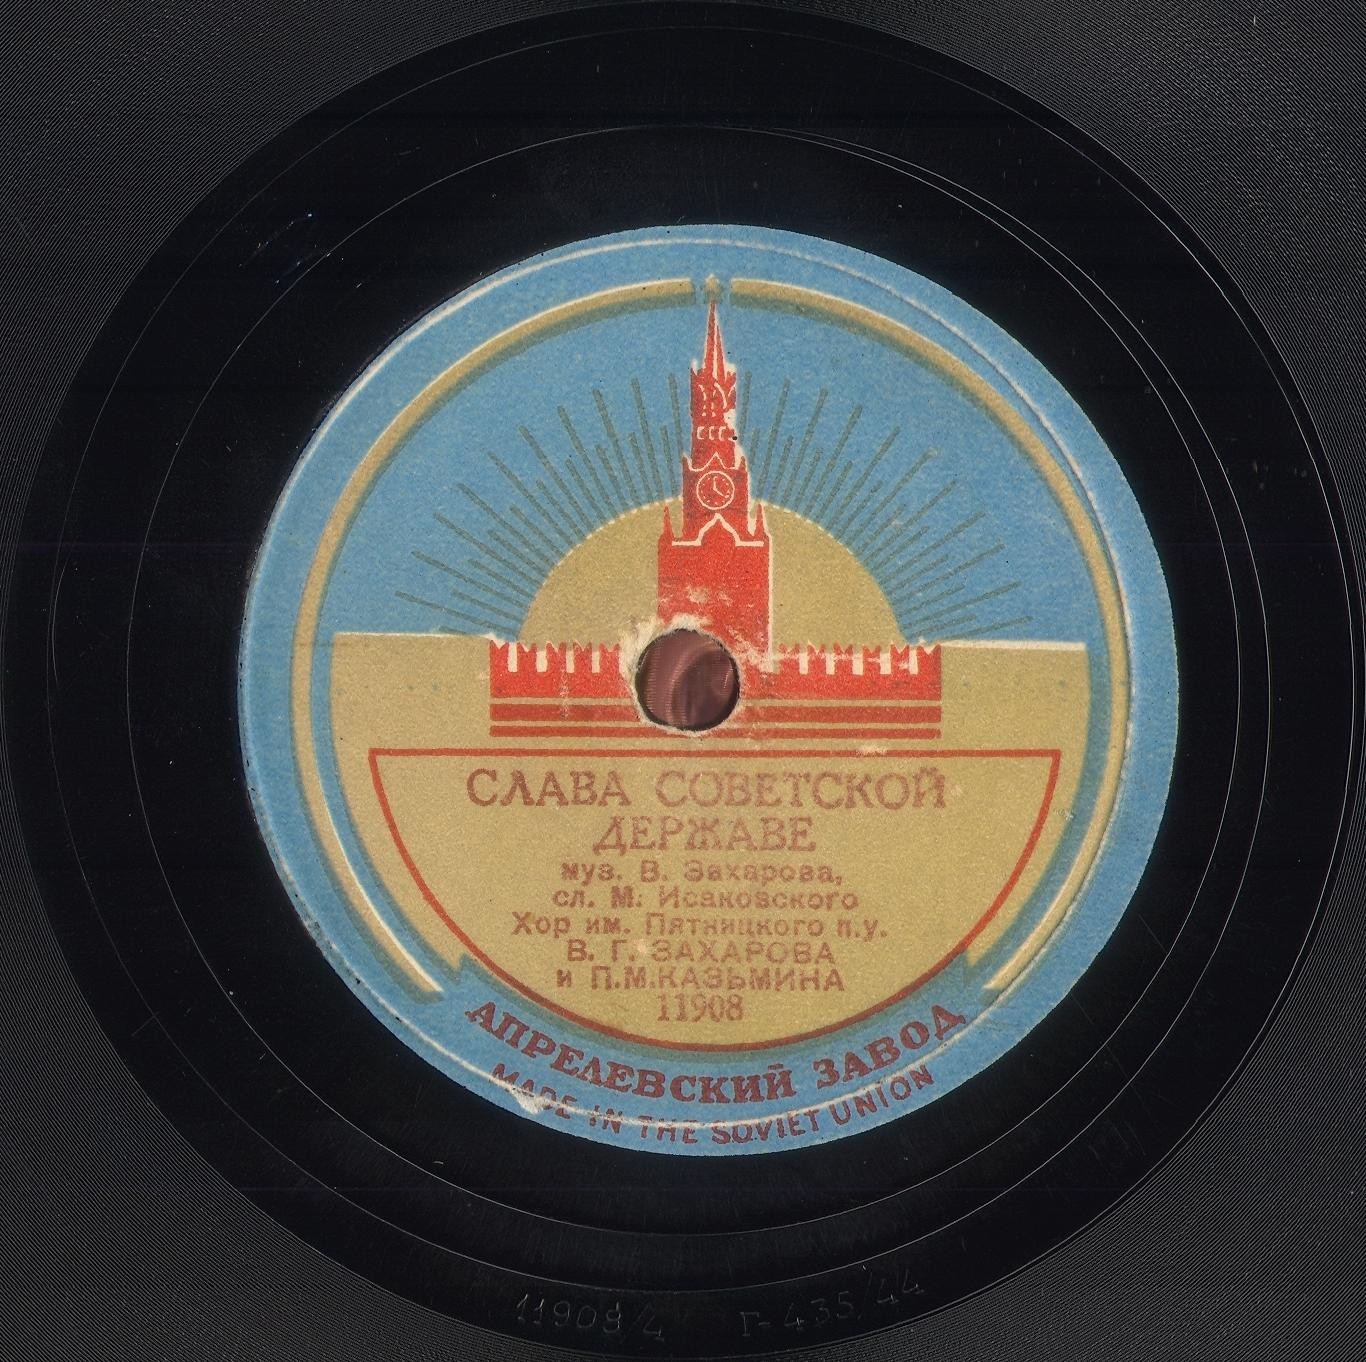 СЛАВА СОВЕТСКОЙ
ДЕРЖАВЕ
муз. В. Захарова,
сл. М. Исаковского
Хор им. Пятницкого п.у.
В. Г. ЗАХАРОВА
и П.М.КАЗЬМИНА
11908
АПРЕЛЕВСКИЙ ЗАВОД
MADE IN THE SOVIET UNION
11908/4 Г-435/44